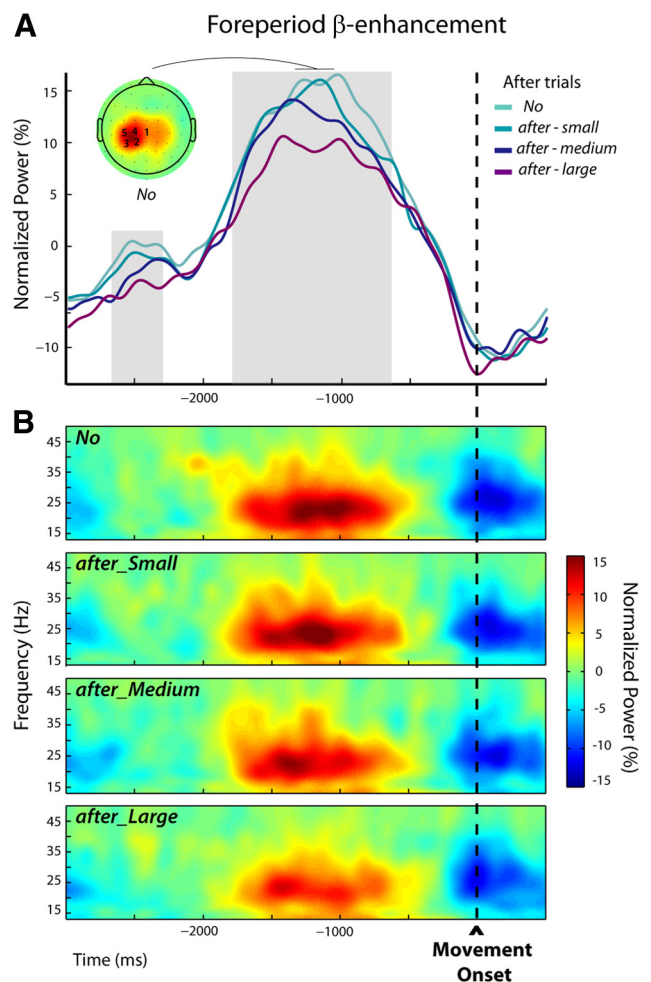 A
Foreperiod β-enhancement
Normalized Power (%)
15
10
5
0
−5
−10
5 4 1
3 2
No
After trials
No
after - small
after - medium
after - large
−2000
−1000
B
Frequency (Hz)
No
45
35
25
15
after_Small
45
35
25
15
after_Medium
45
35
25
15
after_Large
45
35
25
15
−2000
−1000
Time (ms)
Movement
Onset
15
10
5
0
-5
-10
-15
Normalized Power (%)